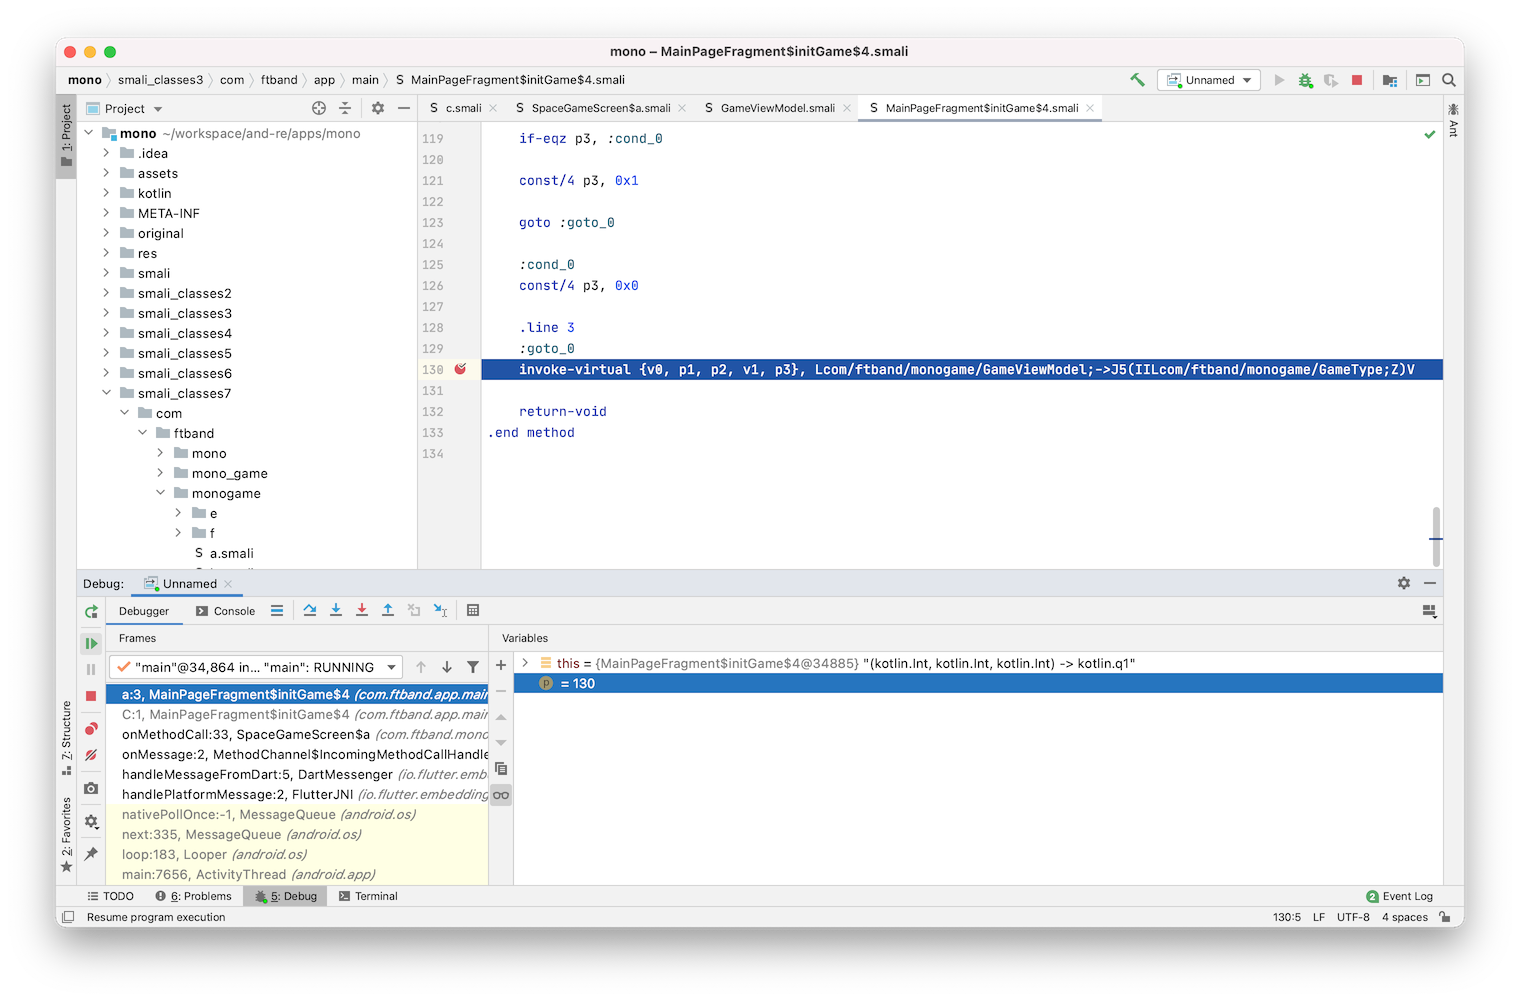 mono – MainPageFragment$initGame$4.smali
mono smali_classes3 com ftband app main MainPageFragment$initGame$4.smali Unnamed
1: Project
Project
c.smali SpaceGameScreen$a.smali GameViewModel.smali MainPageFragment$initGame$4.smali
Ant
mono ~/workspace/and-re/apps/mono
.idea
assets
kotlin
META-INF
original
res
smali
smali_classes2
smali_classes3
smali_classes4
smali_classes5
smali_classes6
smali_classes7
com
ftband
mono
mono_game
monogame
e
f
a.smali
119 if-eqz p3, :cond_0
120
121 const/4 p3, 0x1
122
123 goto :goto_0
124
125 :cond_0
126 const/4 p3, 0x0
127
128 .line 3
129 :goto_0
130 invoke-virtual {v0, p1, p2, v1, p3}, Lcom/ftband/monogame/GameViewModel;->J5(IILcom/ftband/monogame/GameType;Z)V
131
132 return-void
133 .end method
134
Debug: Unnamed
Debugger Console
Frames
Variables
"main"@34,864 in... "main": RUNNING
a:3, MainPageFragment$initGame$4 (com.ftband.app.main
C:1, MainPageFragment$initGame$4 (com.ftband.app.main
onMethodCall:33, SpaceGameScreen$a (com.ftband.mono
onMessage:2, MethodChannel$IncomingMethodCallHandle
handleMessageFromDart:5, DartMessenger (io.flutter.emb
handlePlatformMessage:2, FlutterJNI (io.flutter.embedding
nativePollOnce:-1, MessageQueue (android.os)
next:335, MessageQueue (android.os)
loop:183, Looper (android.os)
main:7656, ActivityThread (android.app)
this = {MainPageFragment$initGame$4@34885} "(kotlin.Int, kotlin.Int, kotlin.Int) -> kotlin.q1"
p = 130
Z: Structure
2: Favorites
TODO 6: Problems 5: Debug Terminal 2 Event Log
Resume program execution 130:5 LF UTF-8 4 spaces